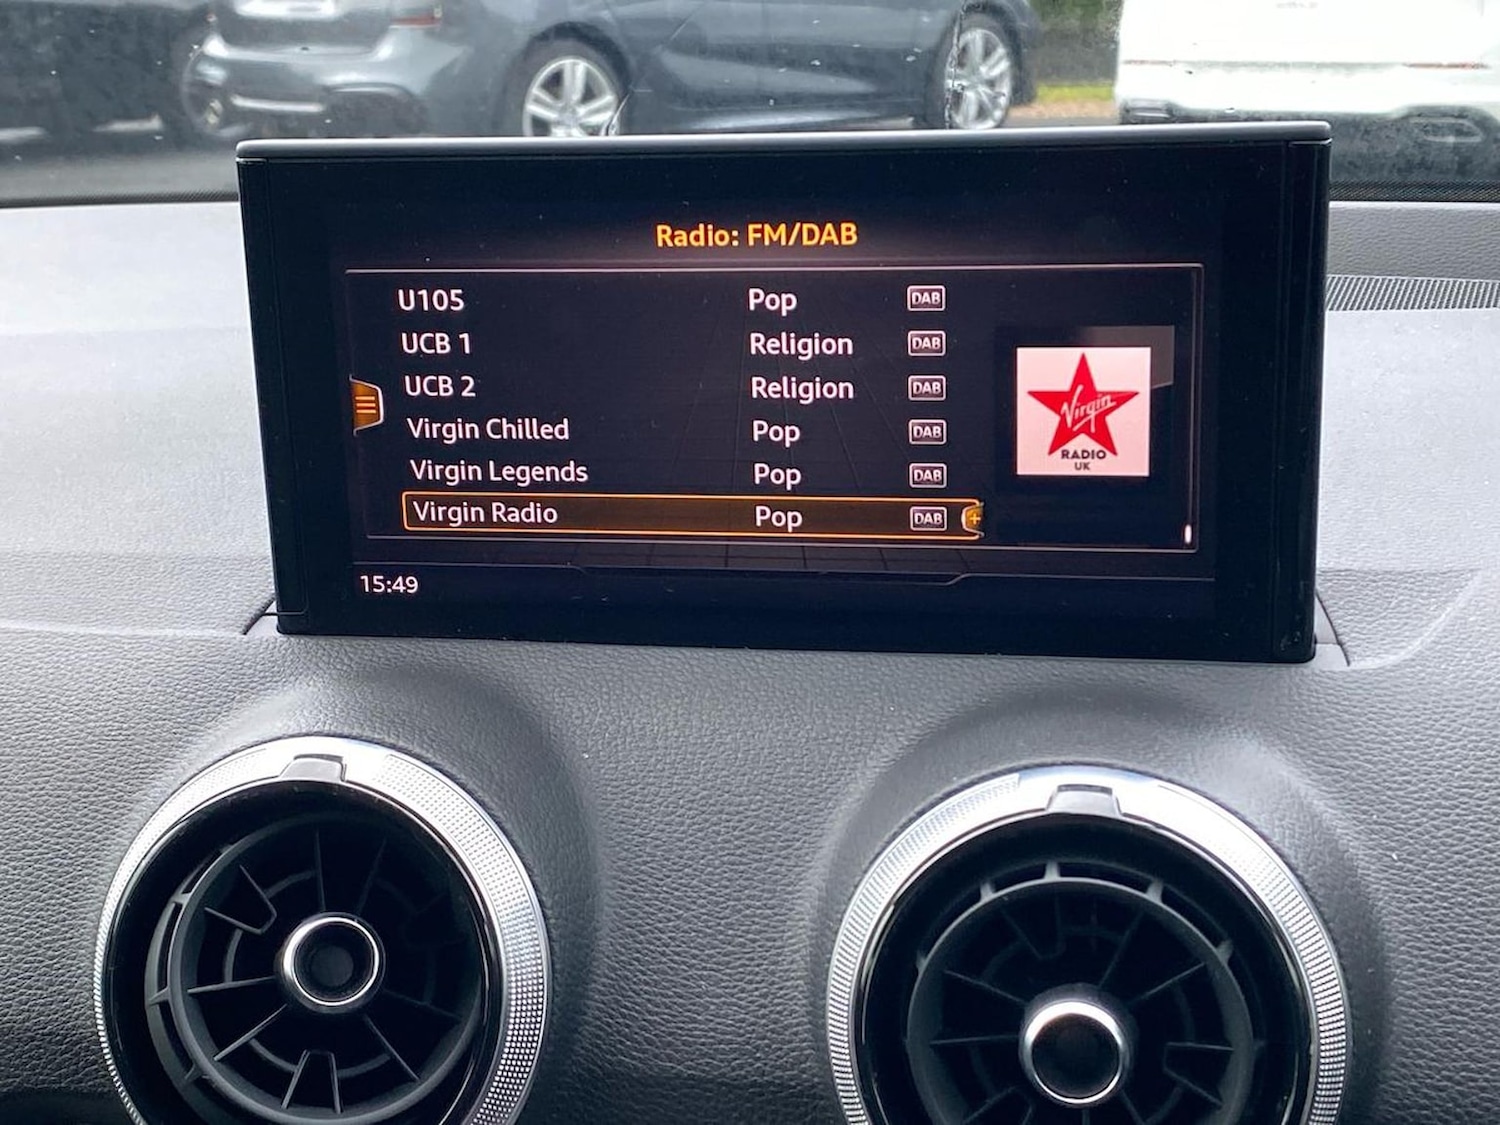 Radio: FM/DAB
U105 Pop DAB
UCB 1 Religion DAB
UCB 2 Religion DAB
Virgin Chilled Pop DAB
Virgin Legends Pop DAB
Virgin Radio Pop DAB +
Virgin
RADIO
UK
15:49